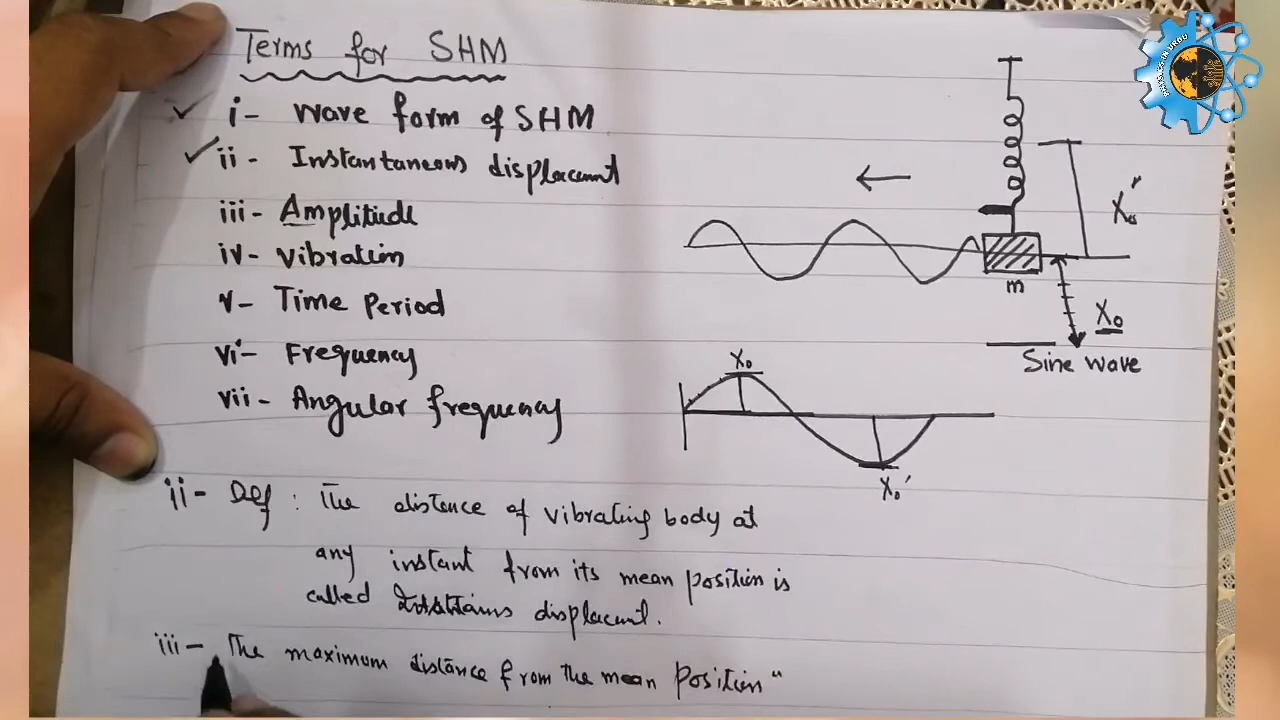 Terms for SHM
i- Wave form of SHM
ii- Instantaneous displacement
iii- Amplitude
iv- Vibration
v- Time Period
vi- Frequency
vii- Angular frequency
m
X₀'
X₀
Sine wave
X₀
X₀'
ii- Def: The distence of vibrating body at
any instant from its mean position is
called displacement.
iii- The maximum distance from the mean position"